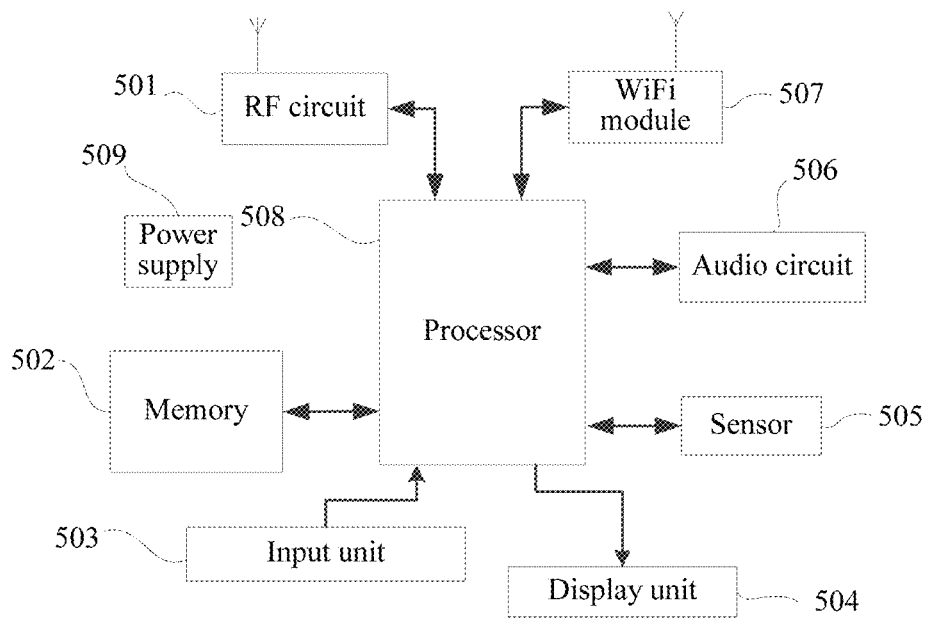 501
RF circuit
WiFi
module
507
509
Power
supply
508
Processor
506
Audio circuit
502
Memory
Sensor
505
503
Input unit
Display unit
504